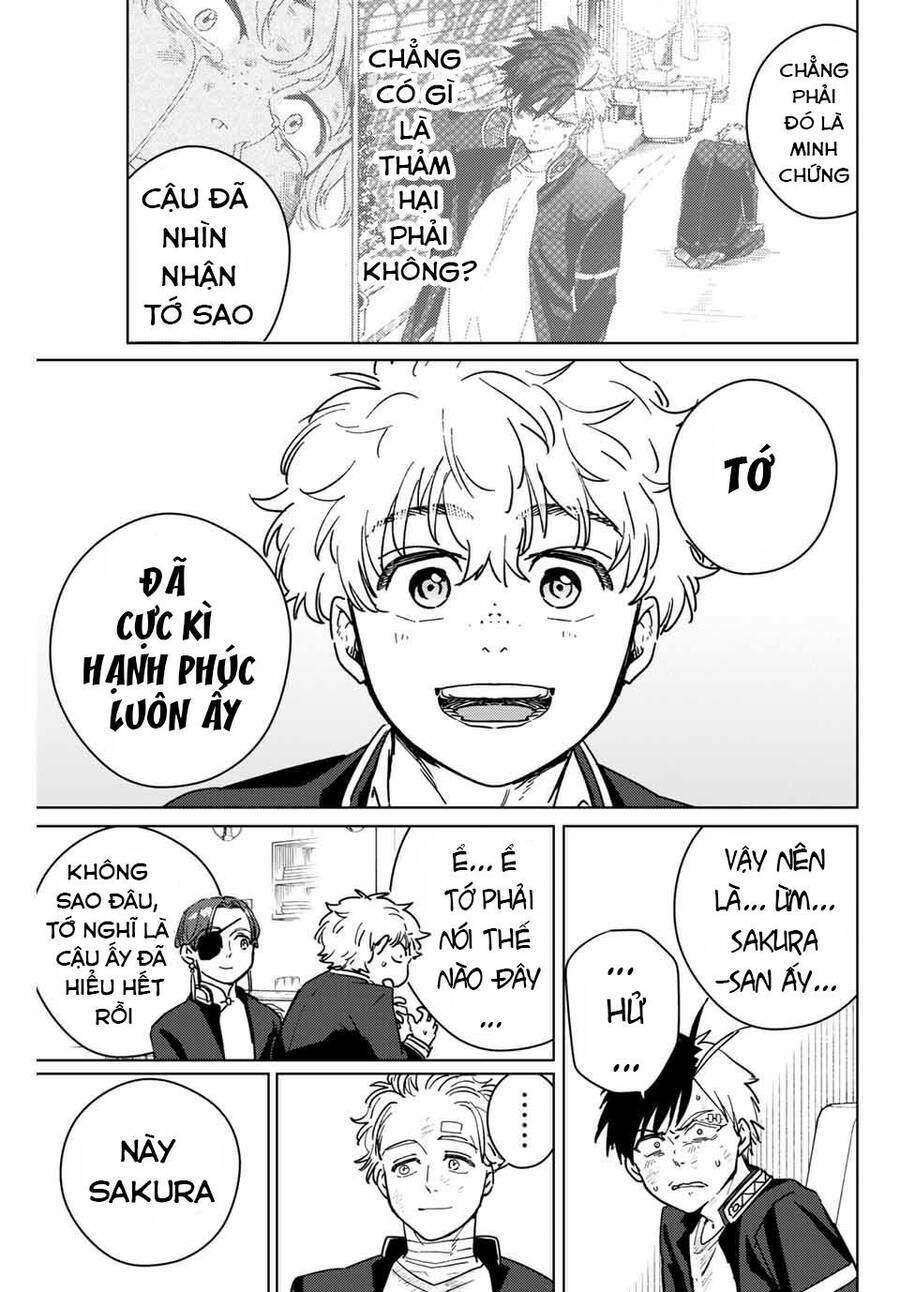 CHẲNG
PHẢI
ĐÓ LÀ
MINH
CHỨNG
CHẲNG
CÓ GÌ
LÀ
THẢM
HẠI
PHẢI
KHÔNG?
CẬU ĐÃ
NHÌN
NHẬN
TỚ SAO
TỚ
ĐÃ
CỰC KÌ
HẠNH PHÚC
LUÔN ẤY
VẬY NÊN
LÀ... ỪM...
SAKURA
-SAN ẤY...
...
HỬ
...
Ể... Ể
TỚ PHẢI
NÓI THẾ
NÀO ĐÂY
...
KHÔNG
SAO ĐÂU,
TỚ NGHĨ LÀ
CẬU ẤY ĐÃ
HIỂU HẾT
RỒI
......
NÀY
SAKURA